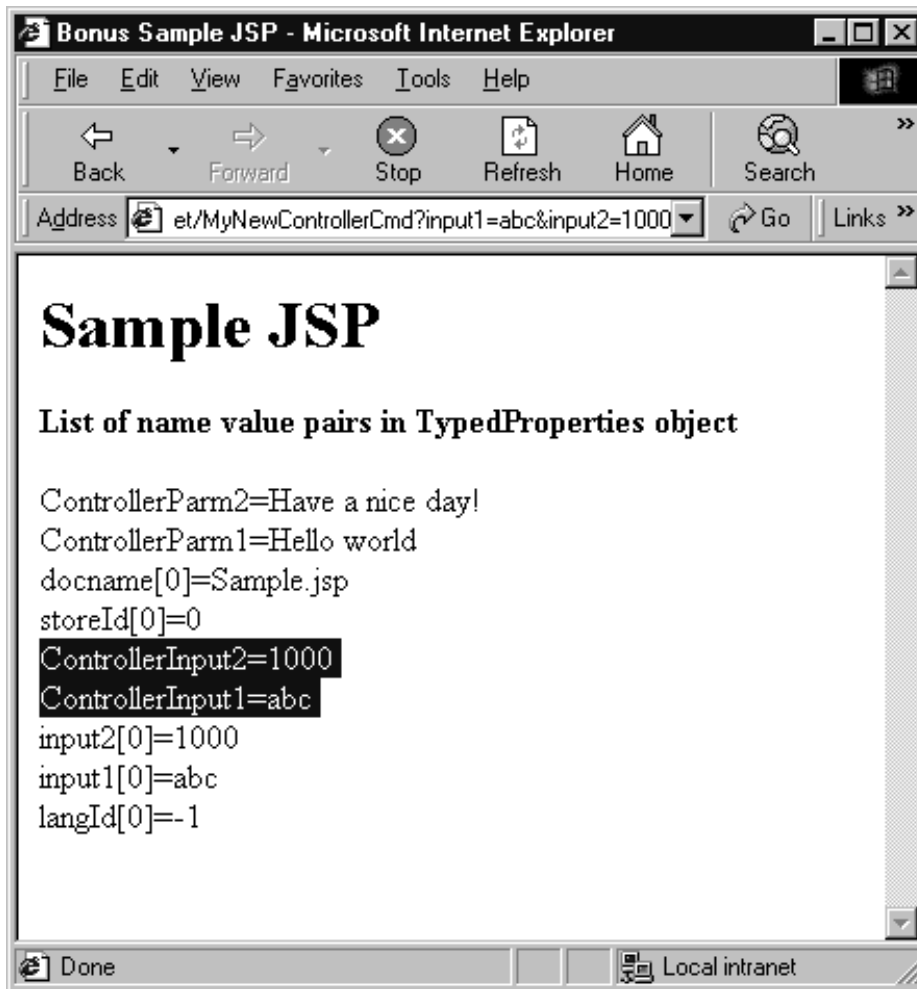 Bonus Sample JSP - Microsoft Internet Explorer
File Edit View Favorites Tools Help
Back Forward Stop Refresh Home Search »
Address et/MyNewControllerCmd?input1=abc&input2=1000 Go Links »
Sample JSP
List of name value pairs in TypedProperties object
ControllerParm2=Have a nice day!
ControllerParm1=Hello world
docname[0]=Sample.jsp
storeId[0]=0
ControllerInput2=1000
ControllerInput1=abc
input2[0]=1000
input1[0]=abc
langId[0]=-1
Done Local intranet